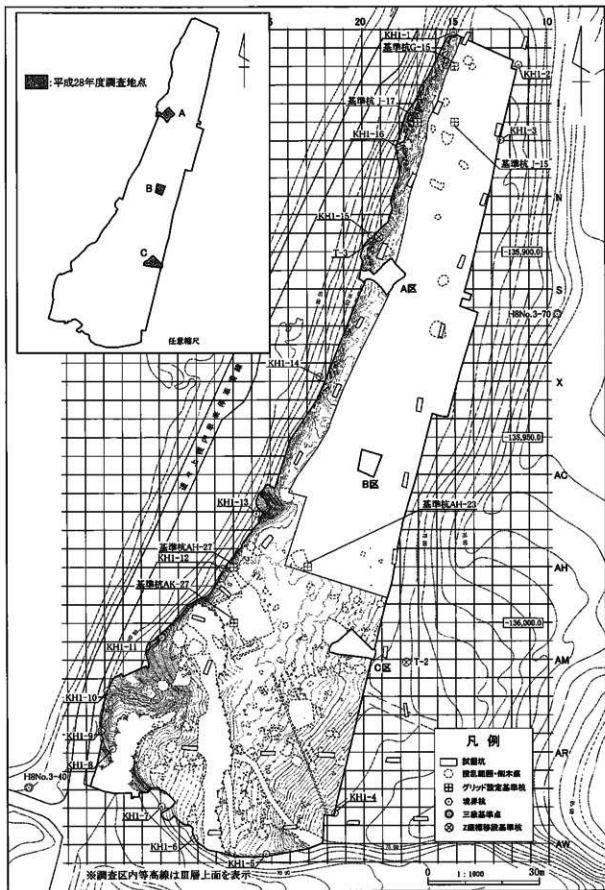 平成28年度調査地点
A
B
C
任意縮尺
20
15
10
KH1-1
基準杭G-15
KH1-2
I
基準杭 J-17
KH1-16
KH1-3
基準杭 J-15
N
KH1-15
T-3
-135,900.0
A区
S
H8No.3-70
KH1-14
X
-135,950.0
B区
AC
KH1-13
基準杭AH-23
基準杭AH-27
KH1-12
AH
基準杭AK-27
-136,000.0
KH1-11
C区
T-2
AM
KH1-10
KH1-9
KH1-8
H8No.3-40
凡例
試掘坑
撹乱範囲・倒木痕
グリッド設定基準杭
境界杭
三級基準点
Z座標移設基準杭
AR
KH1-4
KH1-7
KH1-6
KH1-5
AW
※調査区内等高線はⅢ層上面を表示
0
1:1000
30m